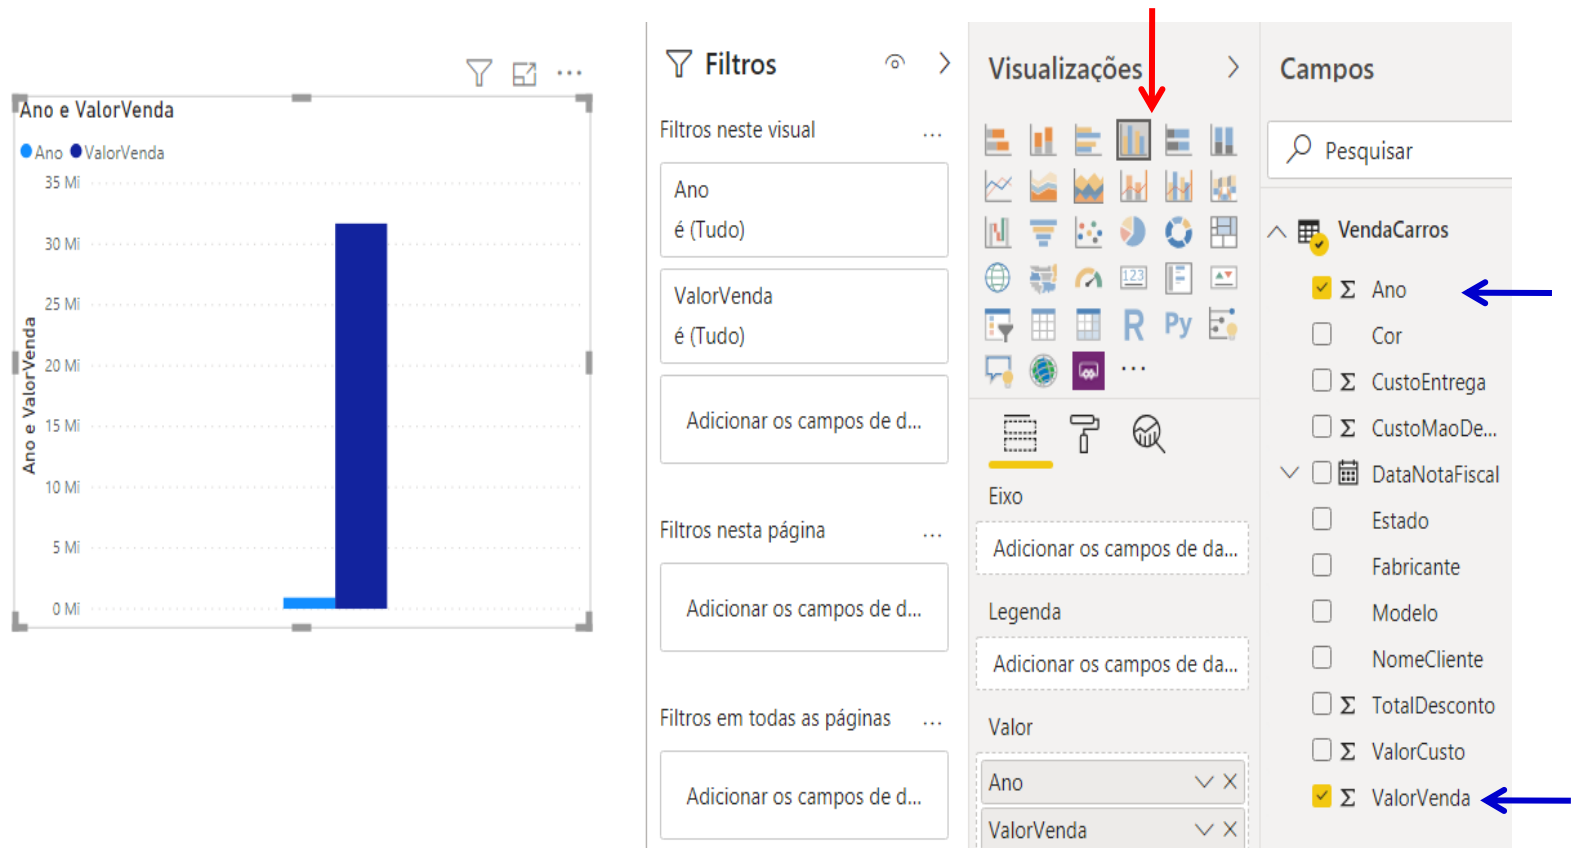 Ano e ValorVenda
Ano ValorVenda
35 Mi
30 Mi
25 Mi
20 Mi
15 Mi
10 Mi
5 Mi
0 Mi
Ano e ValorVenda
Filtros
Filtros neste visual ...
Ano
é (Tudo)
ValorVenda
é (Tudo)
Adicionar os campos de d...
Filtros nesta página ...
Adicionar os campos de d...
Filtros em todas as páginas ...
Adicionar os campos de d...
Visualizações
123
R Py
...
Eixo
Adicionar os campos de da...
Legenda
Adicionar os campos de da...
Valor
Ano
ValorVenda
Campos
Pesquisar
VendaCarros
Σ Ano
Cor
Σ CustoEntrega
Σ CustoMaoDe...
DataNotaFiscal
Estado
Fabricante
Modelo
NomeCliente
Σ TotalDesconto
Σ ValorCusto
Σ ValorVenda